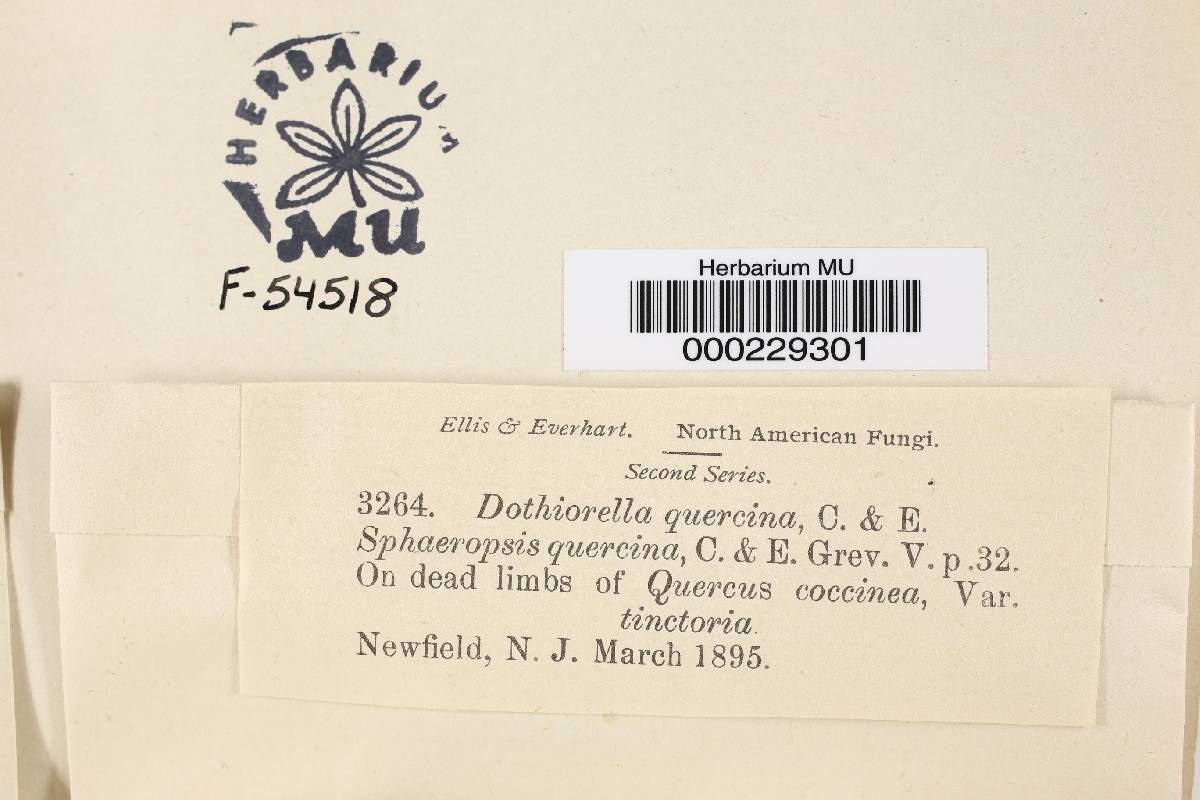 HERBARIUM
MU
F-54518
Herbarium MU
000229301
Ellis & Everhart. North American Fungi.
Second Series.
3264. Dothiorella quercina, C. & E.
Sphaeropsis quercina, C. & E. Grev. V. p.32.
On dead limbs of Quercus coccinea, Var.
tinctoria.
Newfield, N. J. March 1895.